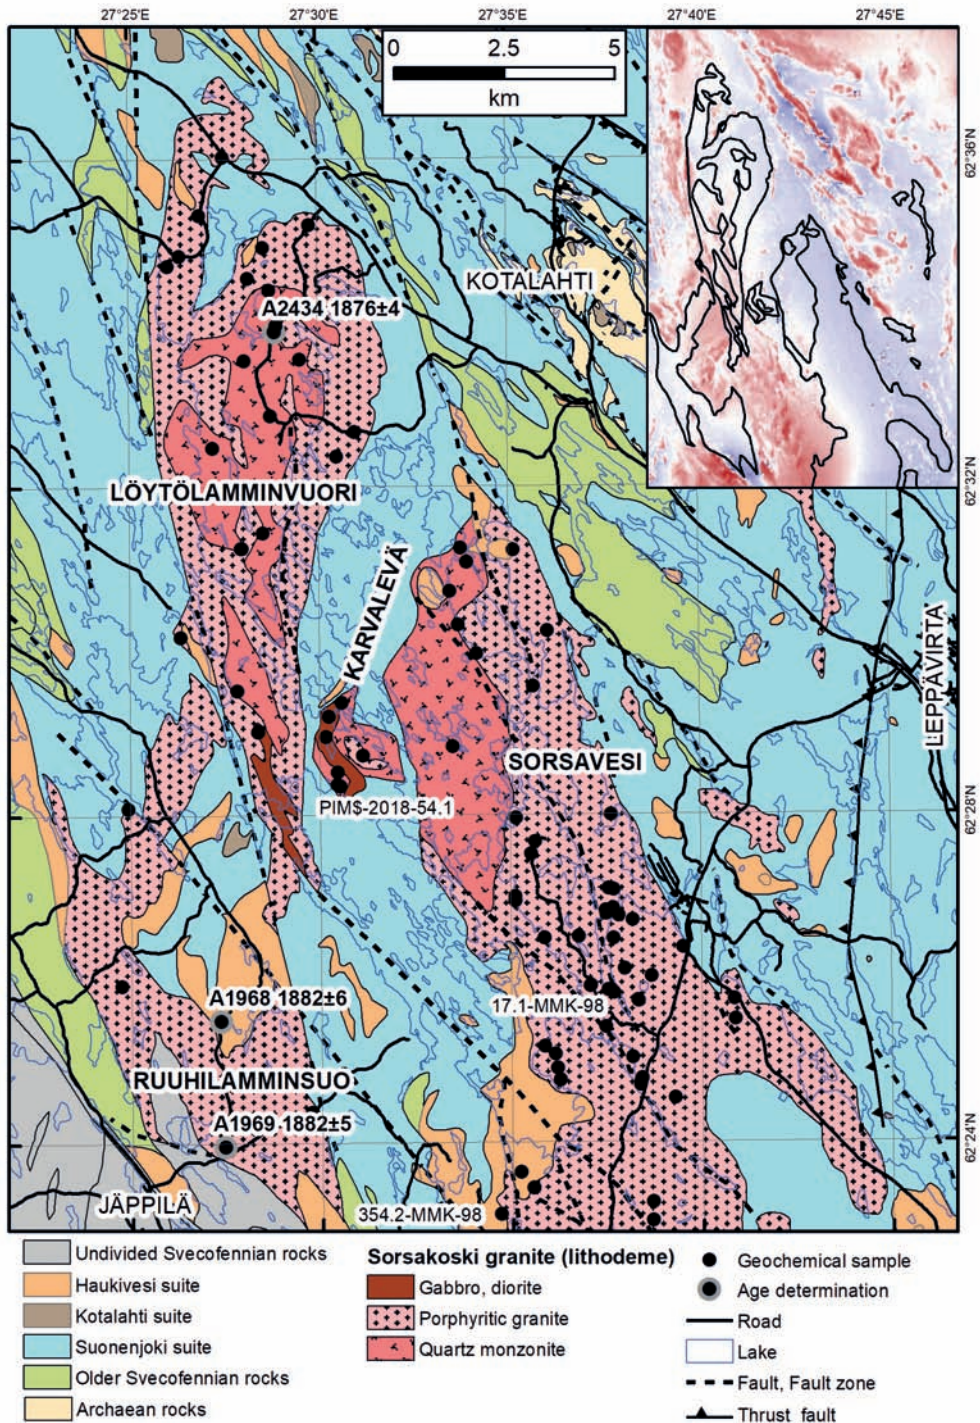 27°25'E 27°30'E 27°35'E 27°40'E 27°45'E
0 2.5 5
km
62°36'N
KOTALAHTI
A2434 1876±4
62°32'N
LÖYTÖLAMMINVUORI
KARVALEVÄ
LEPPÄVIRTA
SORSAVESI
PIM$-2018-54.1
62°28'N
A1968 1882±6
17.1-MMK-98
RUUHILAMMINSUO
A1969 1882±5
62°24'N
JÄPPILÄ
354.2-MMK-98
Undivided Svecofennian rocks
Haukivesi suite
Kotalahti suite
Suonenjoki suite
Older Svecofennian rocks
Archaean rocks
Sorsakoski granite (lithodeme)
Gabbro, diorite
Porphyritic granite
Quartz monzonite
Geochemical sample
Age determination
Road
Lake
Fault, Fault zone
Thrust fault